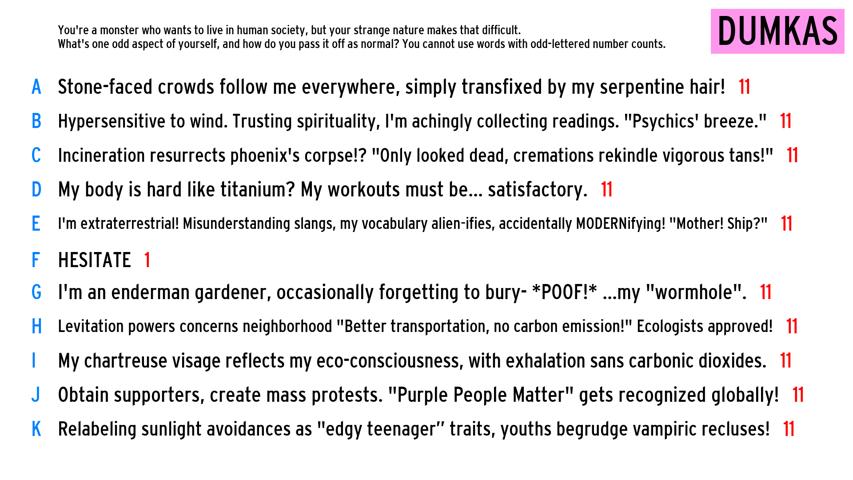 You're a monster who wants to live in human society, but your strange nature makes that difficult.
What's one odd aspect of yourself, and how do you pass it off as normal? You cannot use words with odd-lettered number counts.
DUMKAS
A Stone-faced crowds follow me everywhere, simply transfixed by my serpentine hair! 11
B Hypersensitive to wind. Trusting spirituality, I'm achingly collecting readings. "Psychics' breeze." 11
C Incineration resurrects phoenix's corpse!? "Only looked dead, cremations rekindle vigorous tans!" 11
D My body is hard like titanium? My workouts must be... satisfactory. 11
E I'm extraterrestrial! Misunderstanding slangs, my vocabulary alien-ifies, accidentally MODERNifying! "Mother! Ship?" 11
F HESITATE 1
G I'm an enderman gardener, occasionally forgetting to bury- *POOF!* ...my "wormhole". 11
H Levitation powers concerns neighborhood "Better transportation, no carbon emission!" Ecologists approved! 11
I My chartreuse visage reflects my eco-consciousness, with exhalation sans carbonic dioxides. 11
J Obtain supporters, create mass protests. "Purple People Matter" gets recognized globally! 11
K Relabeling sunlight avoidances as "edgy teenager” traits, youths begrudge vampiric recluses! 11